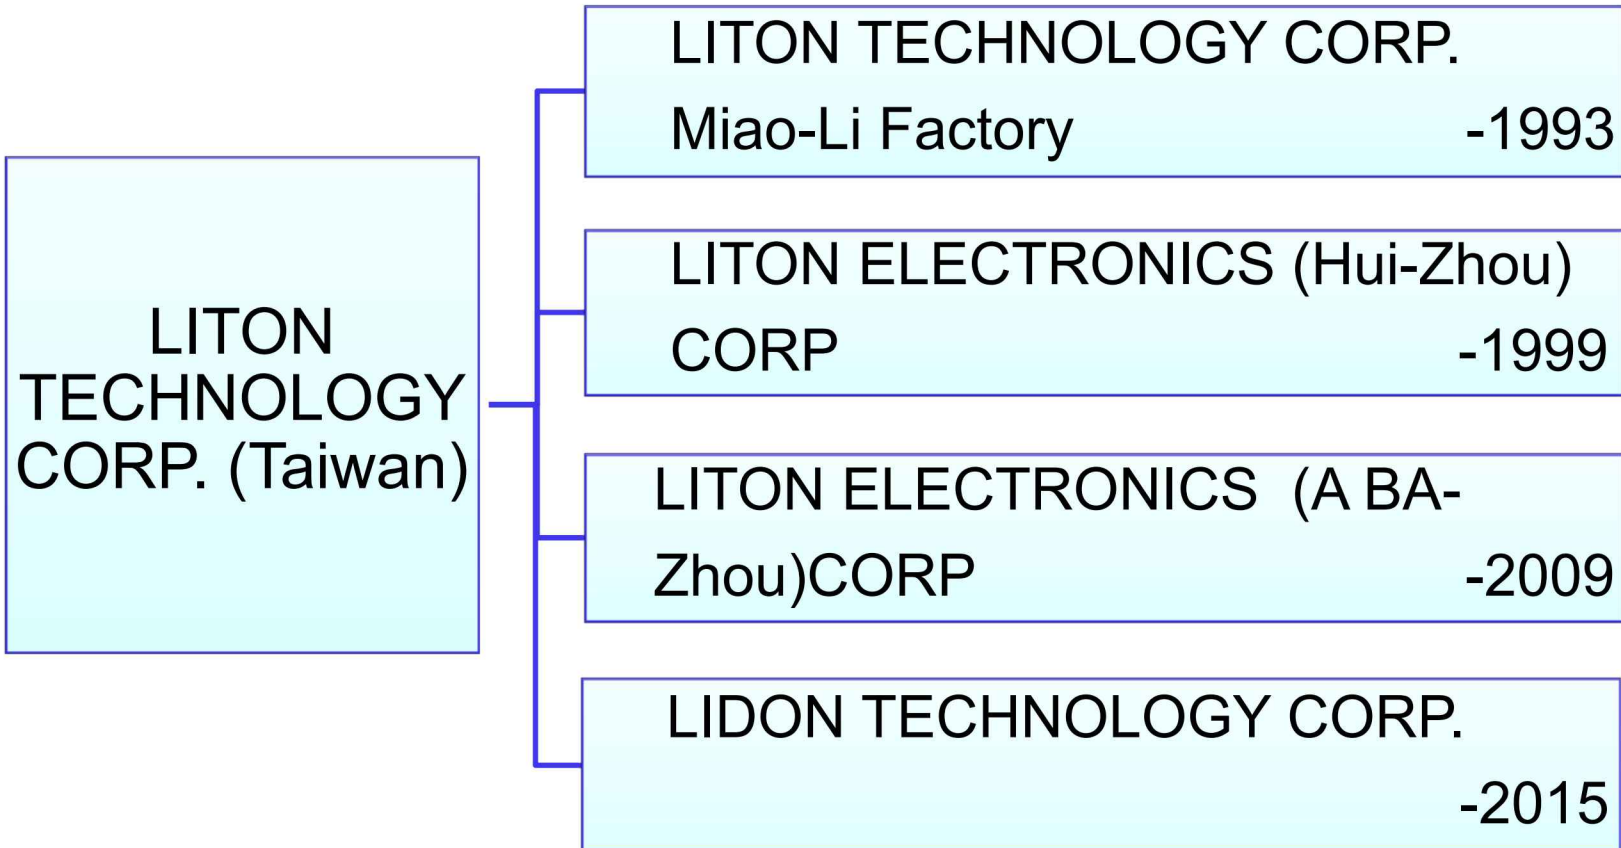 LITON
TECHNOLOGY
CORP. (Taiwan)
LITON TECHNOLOGY CORP.
Miao-Li Factory -1993
LITON ELECTRONICS (Hui-Zhou)
CORP -1999
LITON ELECTRONICS (A BA-
Zhou)CORP -2009
LIDON TECHNOLOGY CORP.
-2015